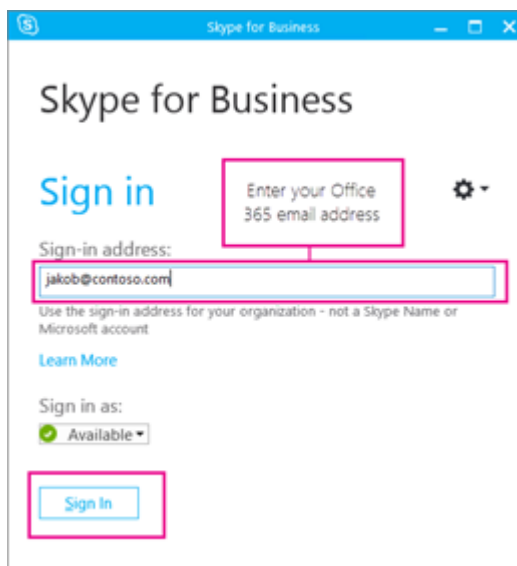 Skype for Business
Skype for Business
Sign in
Enter your Office
365 email address
Sign-in address:
jakob@contoso.com
Use the sign-in address for your organization - not a Skype Name or
Microsoft account
Learn More
Sign in as:
Available
Sign In